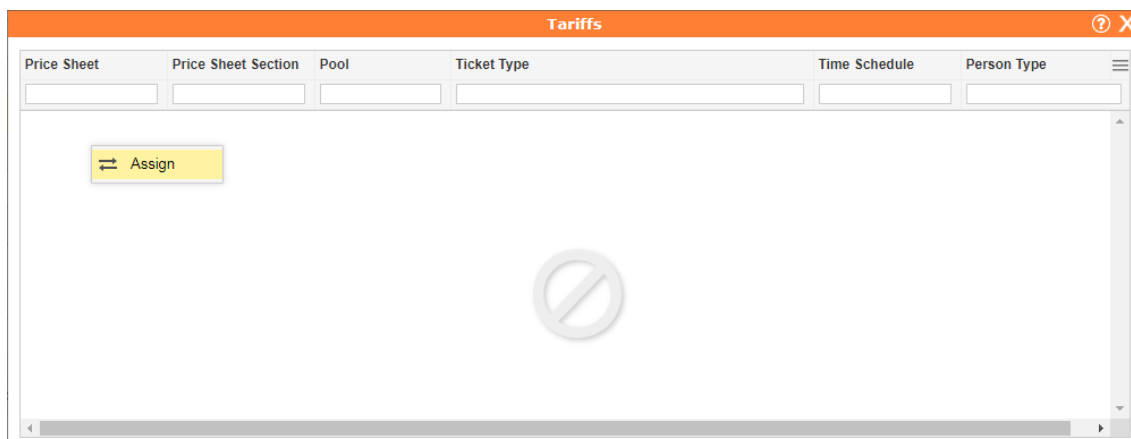 Tariffs
Price Sheet Price Sheet Section Pool Ticket Type Time Schedule Person Type
Assign